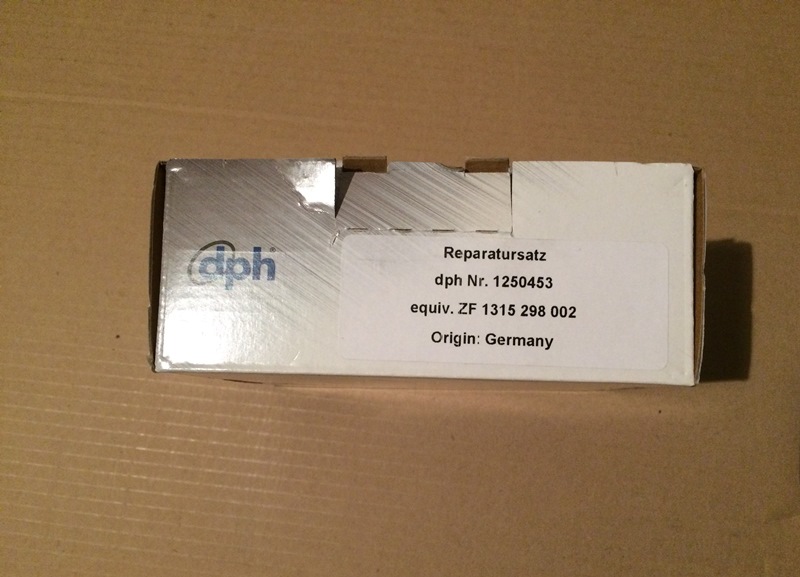 dph
Reparatursatz
dph Nr. 1250453
equiv. ZF 1315 298 002
Origin: Germany